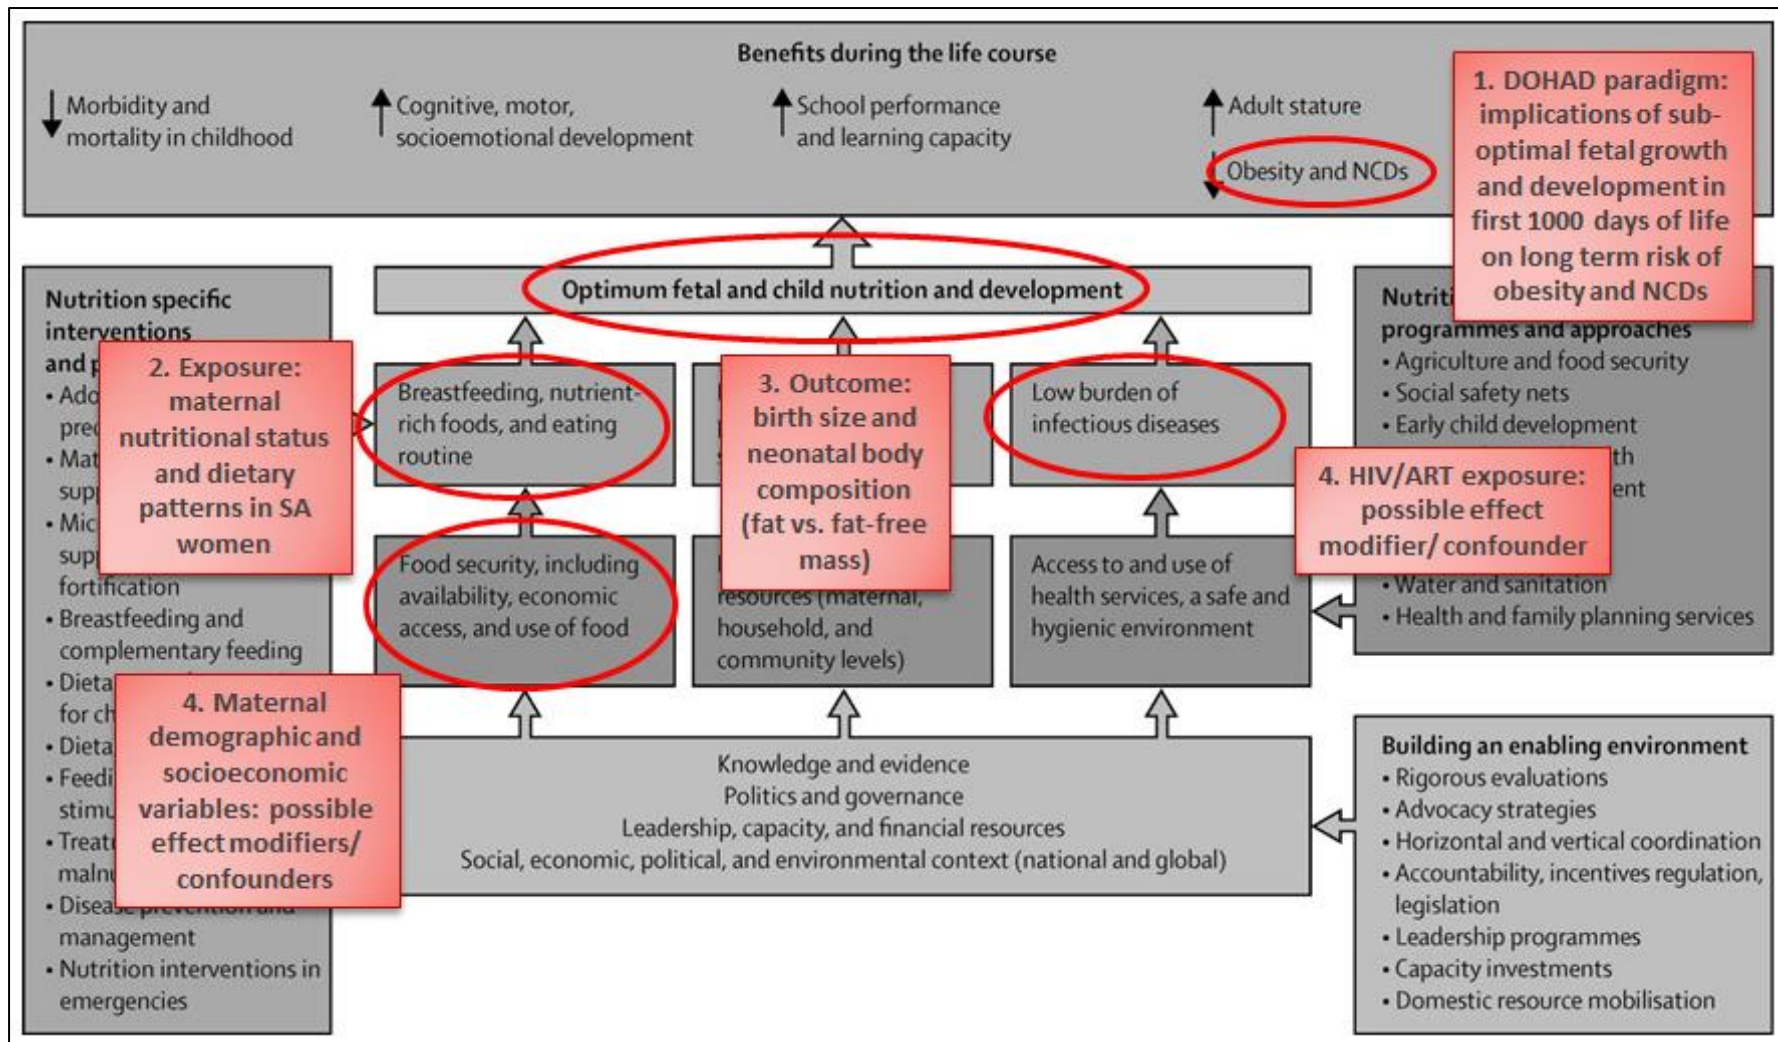 Benefits during the life course
Morbidity and
mortality in childhood
Cognitive, motor,
socioemotional development
School performance
and learning capacity
Adult stature
Obesity and NCDs
1. DOHAD paradigm:
implications of sub-
optimal fetal growth
and development in
first 1000 days of life
on long term risk of
obesity and NCDs
Optimum fetal and child nutrition and development
Nutrition specific
interventions
and
fortification
• Breastfeeding and
complementary feeding
• Disease prevention and
management
• Nutrition interventions in
emergencies
2. Exposure:
maternal
nutritional status
and dietary
patterns in SA
women
Breastfeeding, nutrient-
rich foods, and eating
routine
3. Outcome:
birth size and
neonatal body
composition
(fat vs. fat-free
mass)
Low burden of
infectious diseases
programmes and approaches
• Agriculture and food security
• Social safety nets
• Early child development
• Water and sanitation
• Health and family planning services
4. HIV/ART exposure:
possible effect
modifier/ confounder
Food security, including
availability, economic
access, and use of food
resources (maternal,
household, and
community levels)
Access to and use of
health services, a safe and
hygienic environment
4. Maternal
demographic and
socioeconomic
variables: possible
effect modifiers/
confounders
Knowledge and evidence
Politics and governance
Leadership, capacity, and financial resources
Social, economic, political, and environmental context (national and global)
Building an enabling environment
• Rigorous evaluations
• Advocacy strategies
• Horizontal and vertical coordination
• Accountability, incentives regulation,
legislation
• Leadership programmes
• Capacity investments
• Domestic resource mobilisation